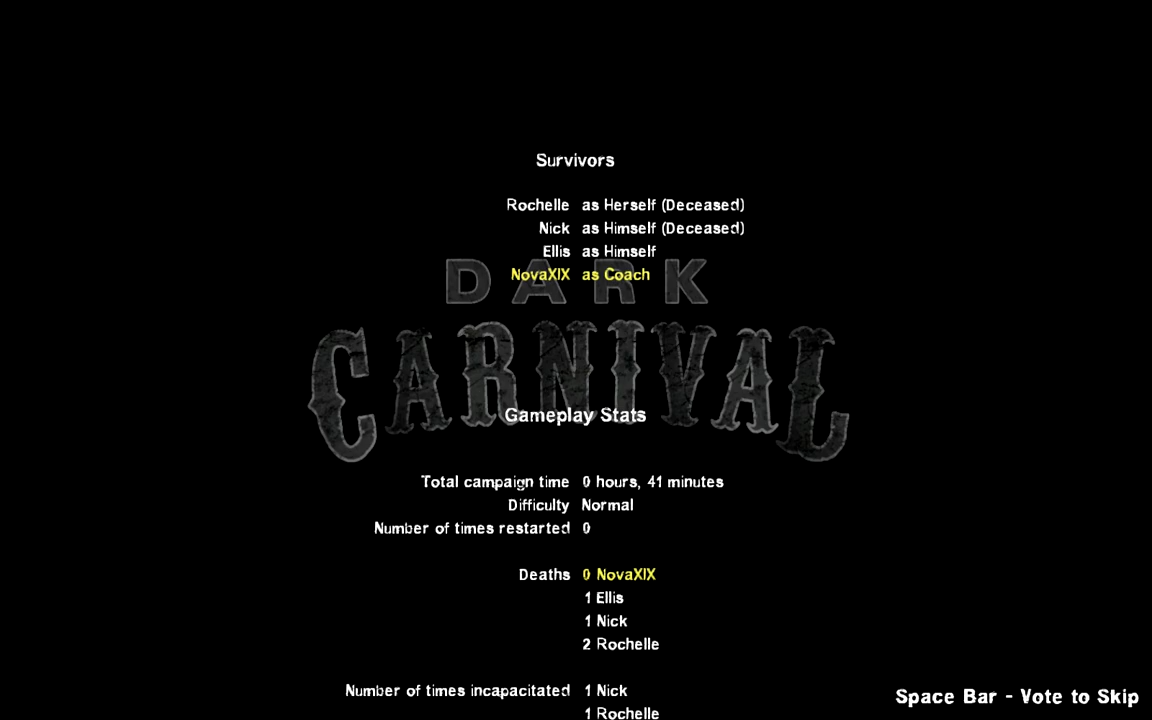 Survivors
Rochelle as Herself (Deceased)
Nick as Himself (Deceased)
Ellis as Himself
NovaXIX as Coach
DARK
CARNIVAL
Gameplay Stats
Total campaign time 0 hours, 41 minutes
Difficulty Normal
Number of times restarted 0
Deaths 0 NovaXIX
1 Ellis
1 Nick
2 Rochelle
Number of times incapacitated 1 Nick
1 Rochelle
Space Bar - Vote to Skip